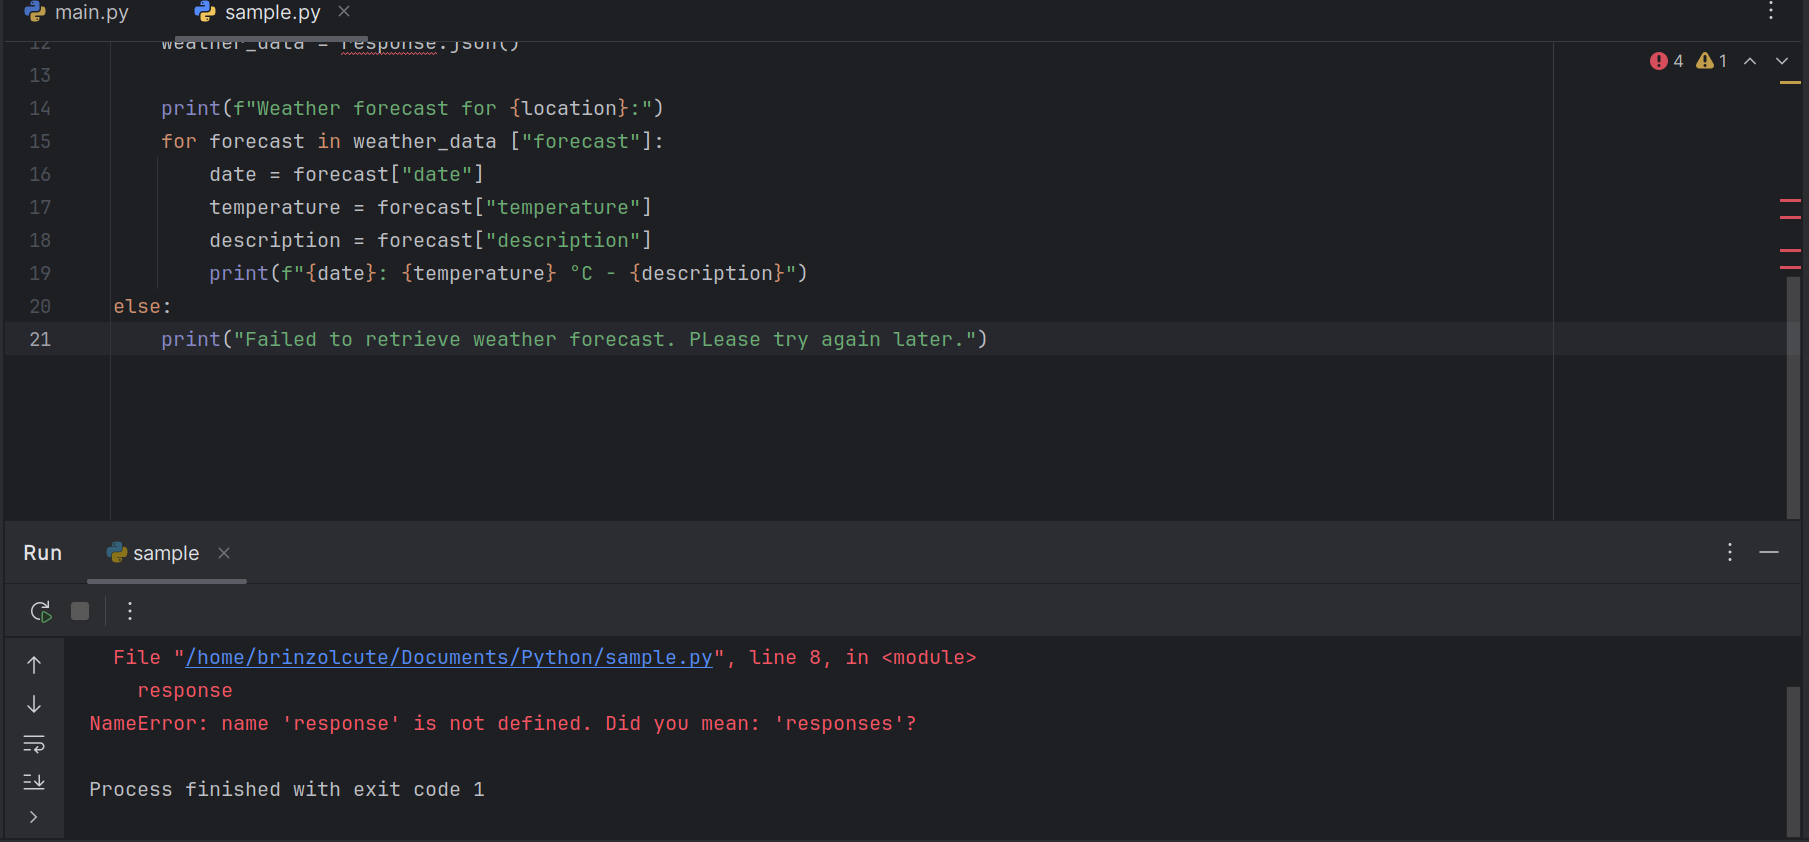 main.py sample.py
4 1
12 weather_data = response.json()
13
14 print(f"Weather forecast for {location}:")
15 for forecast in weather_data ["forecast"]:
16 date = forecast["date"]
17 temperature = forecast["temperature"]
18 description = forecast["description"]
19 print(f"{date}: {temperature} °C - {description}")
20 else:
21 print("Failed to retrieve weather forecast. PLease try again later.")
Run sample
File "/home/brinzolcute/Documents/Python/sample.py", line 8, in <module>
response
NameError: name 'response' is not defined. Did you mean: 'responses'?
Process finished with exit code 1